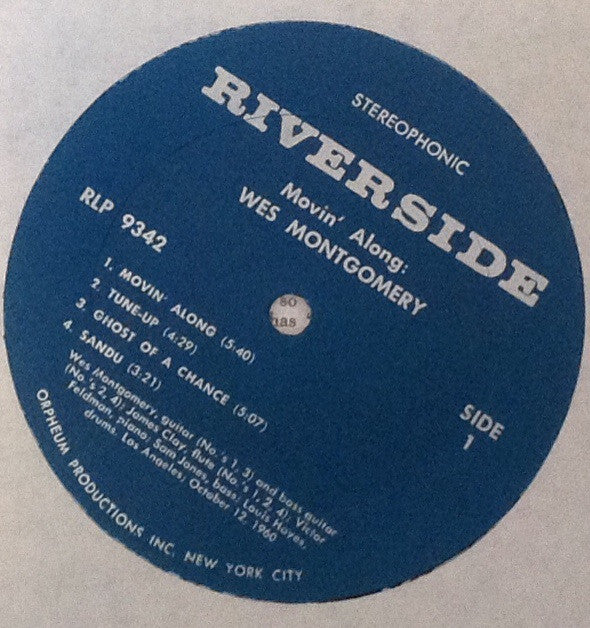 STEREOPHONIC
RIVERSIDE
Movin' Along:
WES MONTGOMERY
RLP 9342
SIDE
1
1. MOVIN' ALONG (5:40)
2. TUNE-UP (4:29)
3. GHOST OF A CHANCE (5:07)
4. SANDU (3:21)
Wes Montgomery, guitar (No.'s 1, 3) and bass guitar
(No.'s 2, 4); James Clay, flute (No.'s 1, 2, 4); Victor
Feldman, piano; Sam Jones, bass; Louis Hayes,
drums. Los Angeles; October 12, 1960
ORPHEUM PRODUCTIONS INC. NEW YORK CITY
so
has